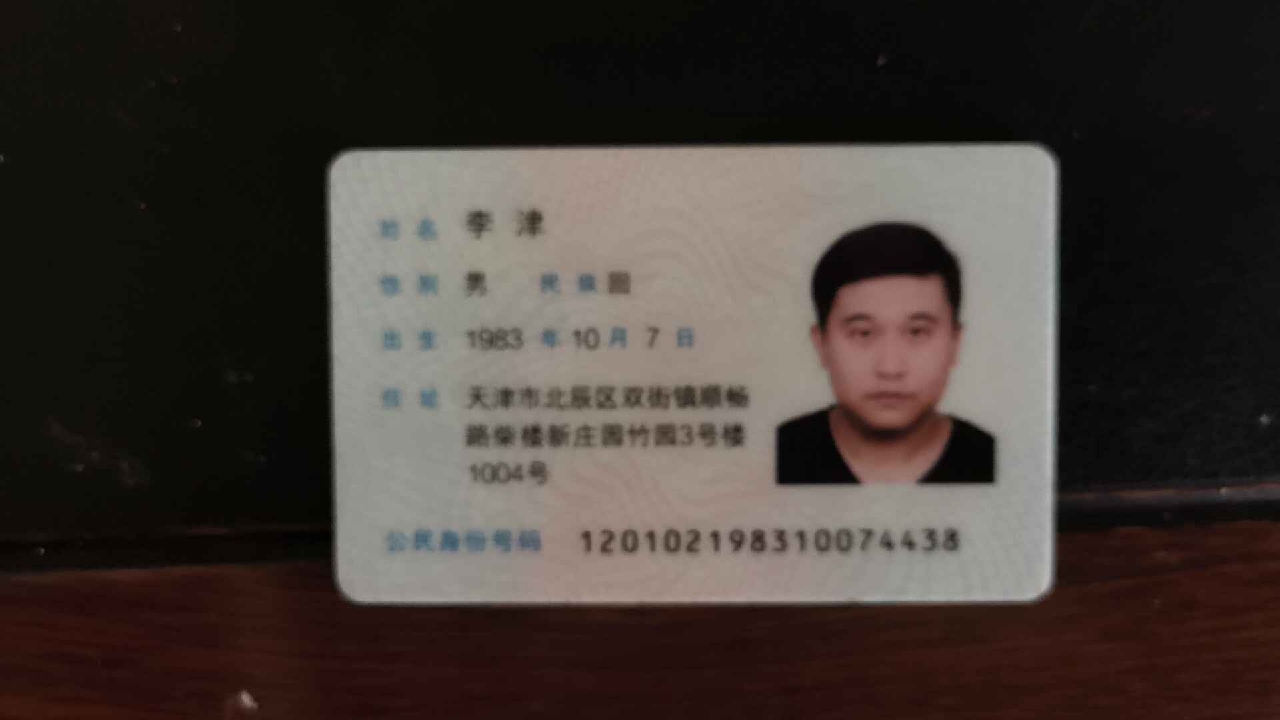 姓名 李津
性别 男 民族 回
出生 1983 年 10 月 7 日
住址 天津市北辰区双街镇顺畅
路柴楼新庄园竹园3号楼
1004号
公民身份号码 120102198310074438